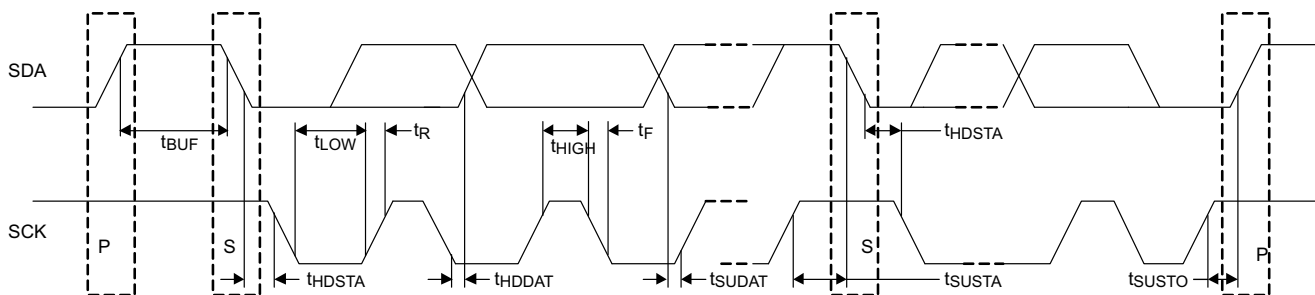 SDA
tBUF
tLOW
tR
tHIGH
tF
tHDSTA
SCK
P
S
S
P
tHDSTA
tHDDAT
tSUDAT
tSUSTA
tSUSTO